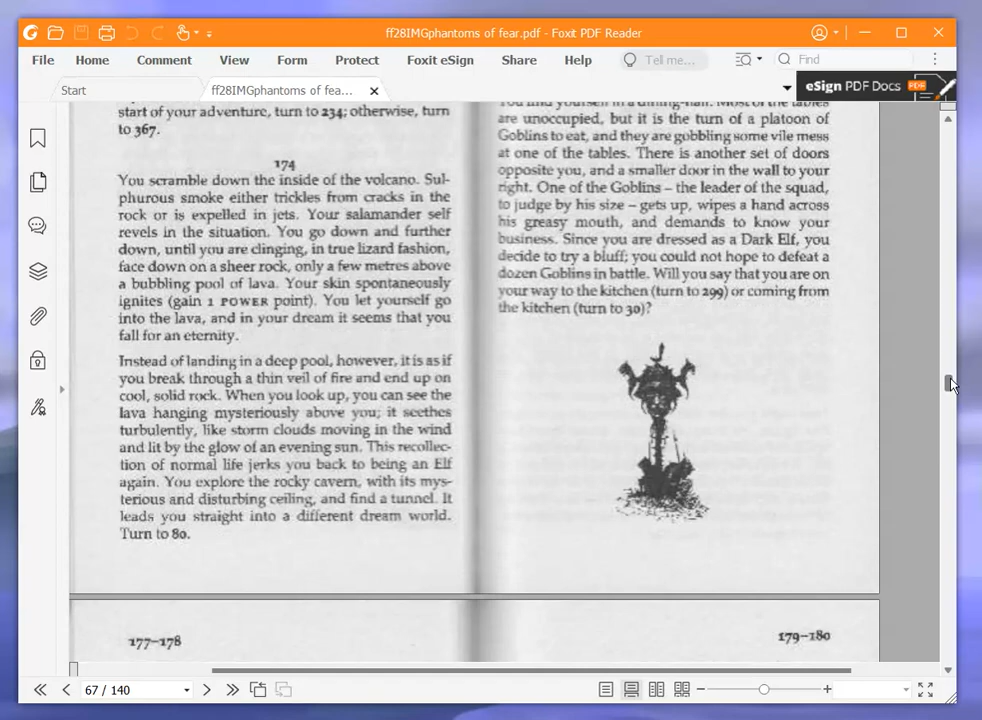 ff28IMGphantoms of fear.pdf - Foxit PDF Reader
File Home Comment View Form Protect Foxit eSign Share Help Tell me... Find
Start ff28IMGphantoms of fea... eSign PDF Docs
start of your adventure, turn to 234; otherwise, turn
to 367.
174
You scramble down the inside of the volcano. Sul-
phurous smoke either trickles from cracks in the
rock or is expelled in jets. Your salamander self
revels in the situation. You go down and further
down, until you are clinging, in true lizard fashion,
face down on a sheer rock, only a few metres above
a bubbling pool of lava. Your skin spontaneously
ignites (gain 1 POWER point). You let yourself go
into the lava, and in your dream it seems that you
fall for an eternity.
Instead of landing in a deep pool, however, it is as if
you break through a thin veil of fire and end up on
cool, solid rock. When you look up, you can see the
lava hanging mysteriously above you; it seethes
turbulently, like storm clouds moving in the wind
and lit by the glow of an evening sun. This recollec-
tion of normal life jerks you back to being an Elf
again. You explore the rocky cavern, with its mys-
terious and disturbing ceiling, and find a tunnel. It
leads you straight into a different dream world.
Turn to 80.
You find yourself in a dining-hall. Most of the tables
are unoccupied, but it is the turn of a platoon of
Goblins to eat, and they are gobbling some vile mess
at one of the tables. There is another set of doors
opposite you, and a smaller door in the wall to your
right. One of the Goblins – the leader of the squad,
to judge by his size – gets up, wipes a hand across
his greasy mouth, and demands to know your
business. Since you are dressed as a Dark Elf, you
decide to try a bluff; you could not hope to defeat a
dozen Goblins in battle. Will you say that you are on
your way to the kitchen (turn to 299) or coming from
the kitchen (turn to 30)?
177–178
179–180
67 / 140